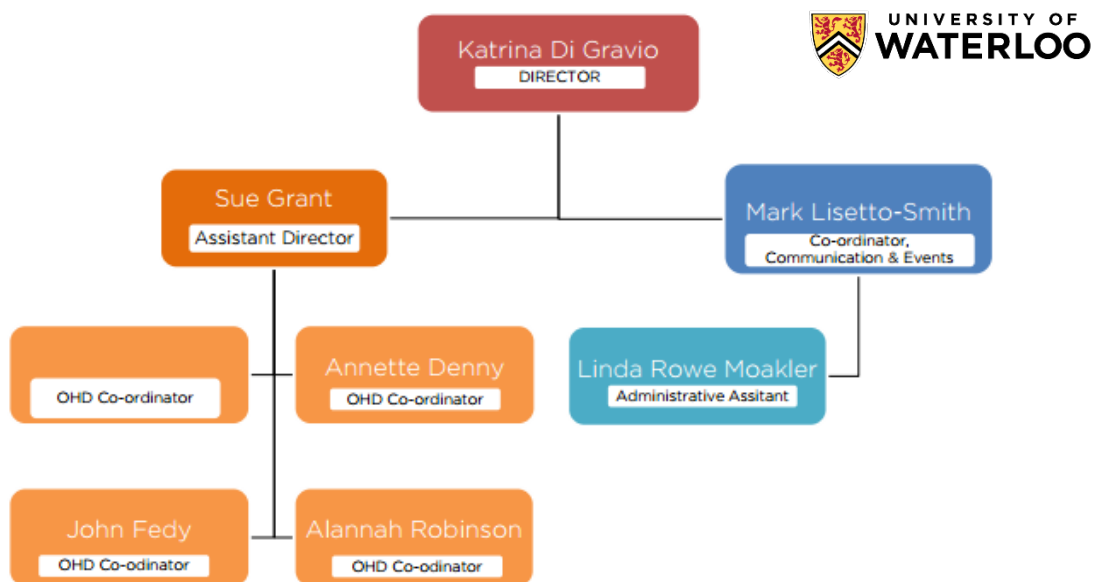 UNIVERSITY OF
WATERLOO
Katrina Di Gravio
DIRECTOR
Sue Grant
Assistant Director
Mark Lisetto-Smith
Co-ordinator,
Communication & Events
OHD Co-ordinator
Annette Denny
OHD Co-ordinator
Linda Rowe Moakler
Administrative Assitant
John Fedy
OHD Co-odinator
Alannah Robinson
OHD Co-odinator